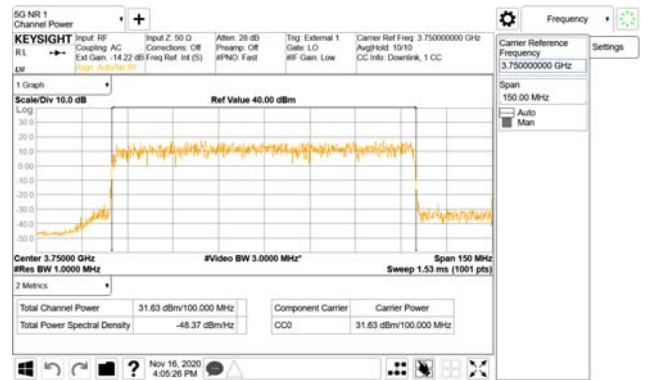 5G NR 1
Channel Power
Frequency
KEYSIGHT
RL
Input: RF
Coupling: AC
Ext Gain: -14.22 dB
Align: Auto/No RF
Input Z: 50 Ω
Corrections: Off
Freq Ref: Int (S)
Atten: 28 dB
Preamp: Off
#PNO: Fast
Trig: External 1
Gate: LO
#IF Gain: Low
Carrier Ref Freq: 3.750000000 GHz
Avg|Hold: 10/10
CC Info: Downlink, 1 CC
Carrier Reference
Frequency
3.750000000 GHz
Settings
Span
150.00 MHz
Auto
Man
1 Graph
Scale/Div 10.0 dB
Ref Value 40.00 dBm
Log
30.0
20.0
10.0
0.00
-10.0
-20.0
-30.0
-40.0
-50.0
Center 3.75000 GHz
#Video BW 3.0000 MHz*
Span 150 MHz
#Res BW 1.0000 MHz
Sweep 1.53 ms (1001 pts)
2 Metrics
Total Channel Power 31.63 dBm/100.000 MHz
Total Power Spectral Density -48.37 dBm/Hz
Component Carrier Carrier Power
CC0 31.63 dBm/100.000 MHz
Nov 16, 2020
4:05:26 PM